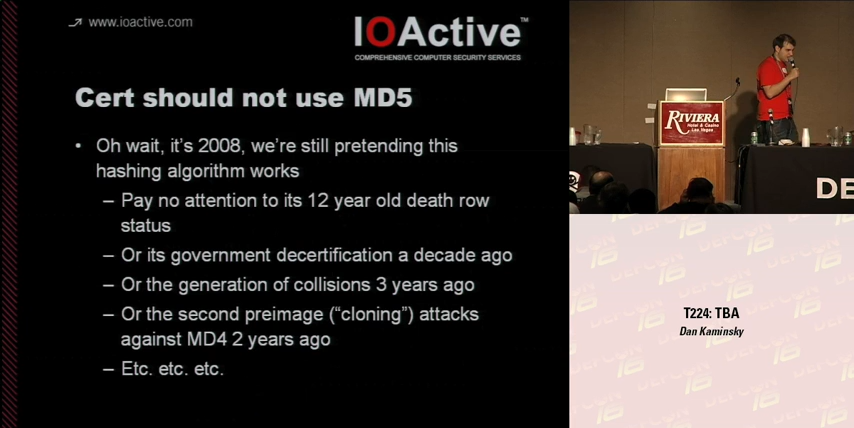 www.ioactive.com
IOActive™
COMPREHENSIVE COMPUTER SECURITY SERVICES
Cert should not use MD5
• Oh wait, it's 2008, we're still pretending this
hashing algorithm works
– Pay no attention to its 12 year old death row
status
– Or its government decertification a decade ago
– Or the generation of collisions 3 years ago
– Or the second preimage ("cloning") attacks
against MD4 2 years ago
– Etc. etc. etc.
RIVIERA
Hotel & Casino
Las Vegas
DE
T224: TBA
Dan Kaminsky
DEFCON
16